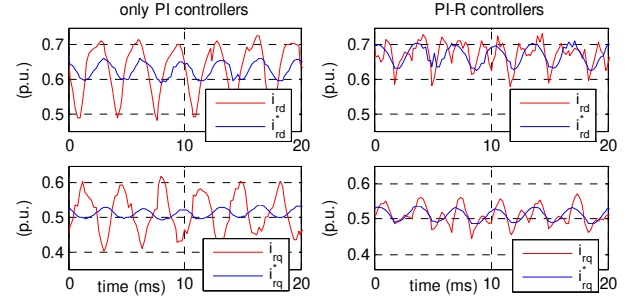 only PI controllers
PI-R controllers
0.7
0.6
0.5
(p.u.)
0
10
20
i_rd
i*_rd
0.7
0.6
0.5
(p.u.)
0
10
20
i_rd
i*_rd
0.6
0.5
0.4
(p.u.)
0
10
20
time (ms)
i_rq
i*_rq
0.6
0.5
0.4
(p.u.)
0
10
20
time (ms)
i_rq
i*_rq